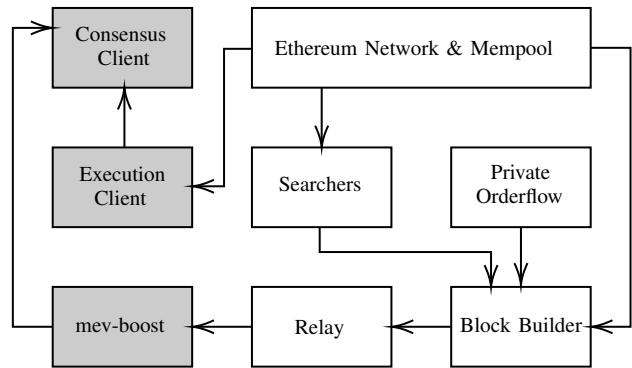 Consensus
Client
Ethereum Network & Mempool
Execution
Client
Searchers
Private
Orderflow
mev-boost
Relay
Block Builder